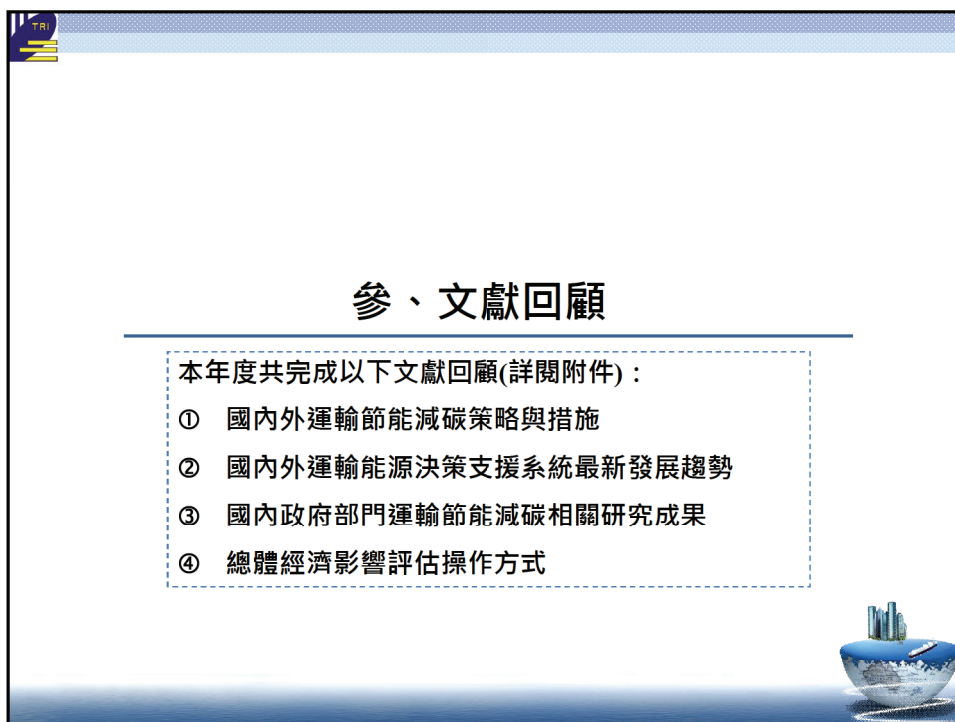 TRI
參、文獻回顧
本年度共完成以下文獻回顧(詳閱附件)：
① 國內外運輸節能減碳策略與措施
② 國內外運輸能源決策支援系統最新發展趨勢
③ 國內政府部門運輸節能減碳相關研究成果
④ 總體經濟影響評估操作方式